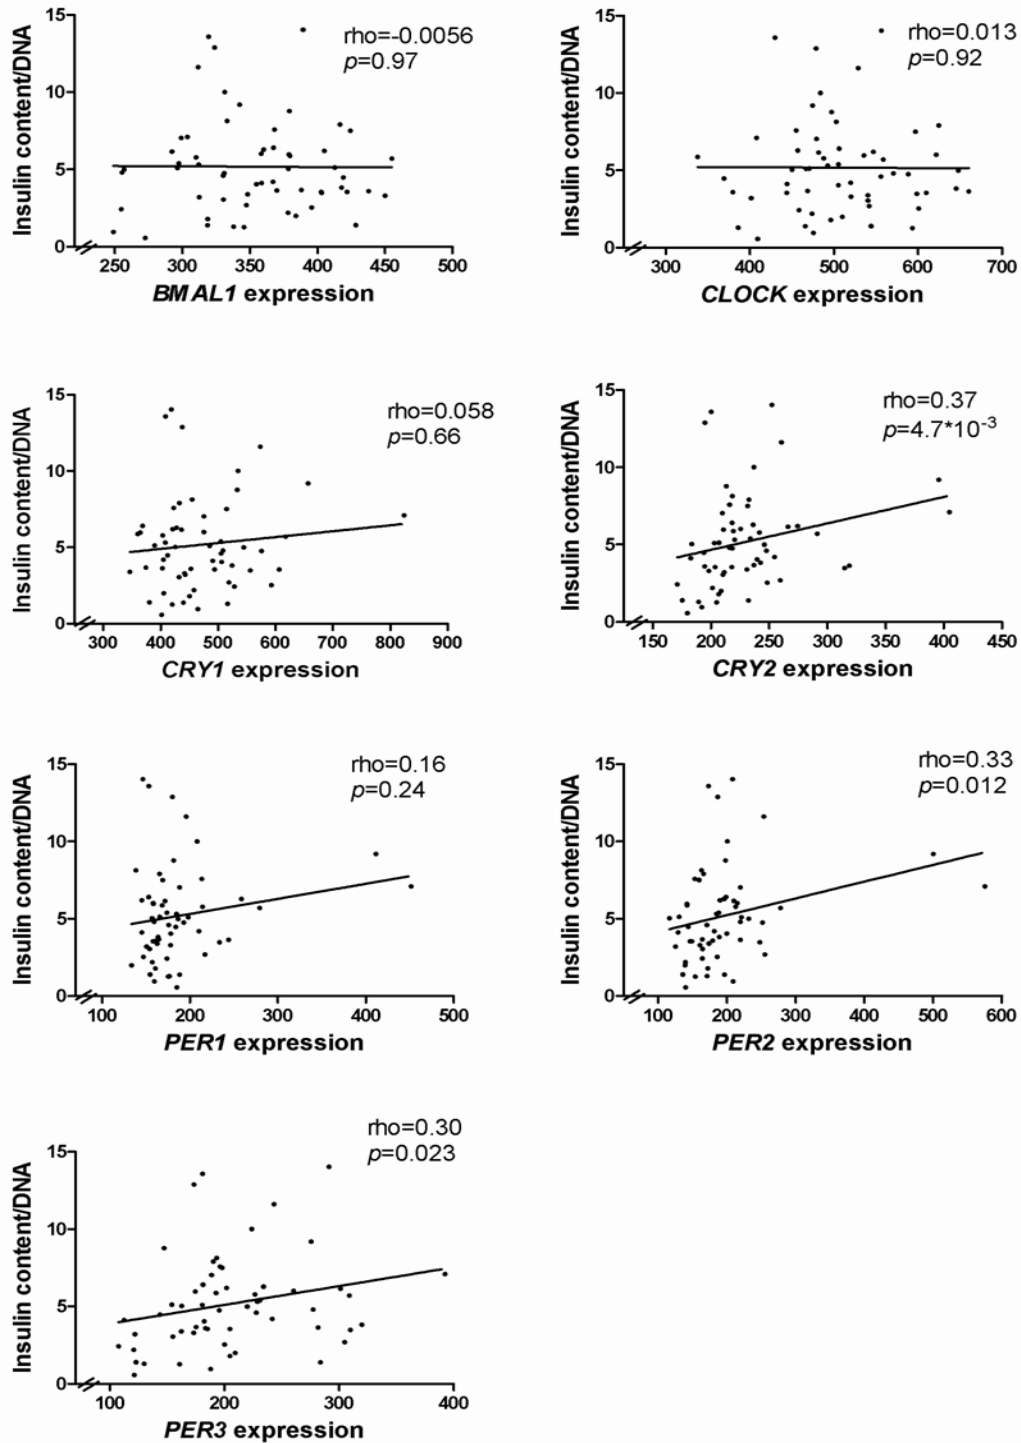 rho=-0.0056
p=0.97
Insulin content/DNA
15
10
5
0
250 300 350 400 450 500
BMAL1 expression
rho=0.013
p=0.92
Insulin content/DNA
15
10
5
0
300 400 500 600 700
CLOCK expression
rho=0.058
p=0.66
Insulin content/DNA
15
10
5
0
300 400 500 600 700 800 900
CRY1 expression
rho=0.37
p=4.7*10-3
Insulin content/DNA
15
10
5
0
150 200 250 300 350 400 450
CRY2 expression
rho=0.16
p=0.24
Insulin content/DNA
15
10
5
0
100 200 300 400 500
PER1 expression
rho=0.33
p=0.012
Insulin content/DNA
15
10
5
0
100 200 300 400 500 600
PER2 expression
rho=0.30
p=0.023
Insulin content/DNA
15
10
5
0
100 200 300 400
PER3 expression